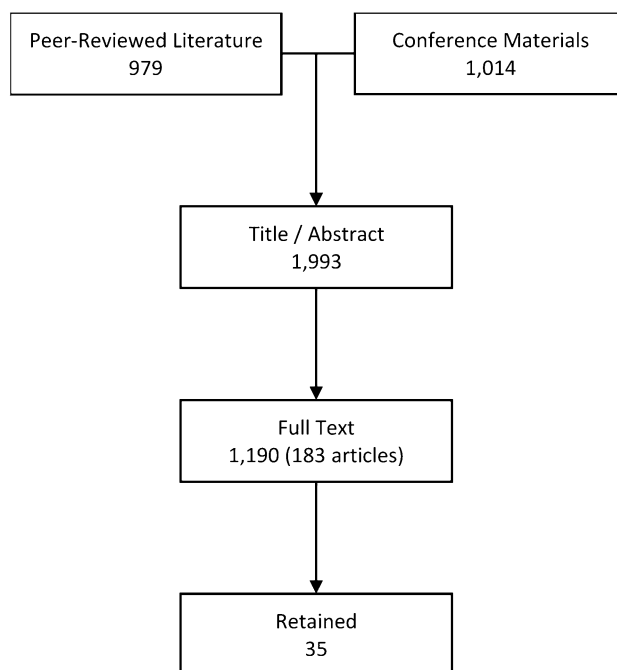 Peer-Reviewed Literature
979
Conference Materials
1,014
Title / Abstract
1,993
Full Text
1,190 (183 articles)
Retained
35